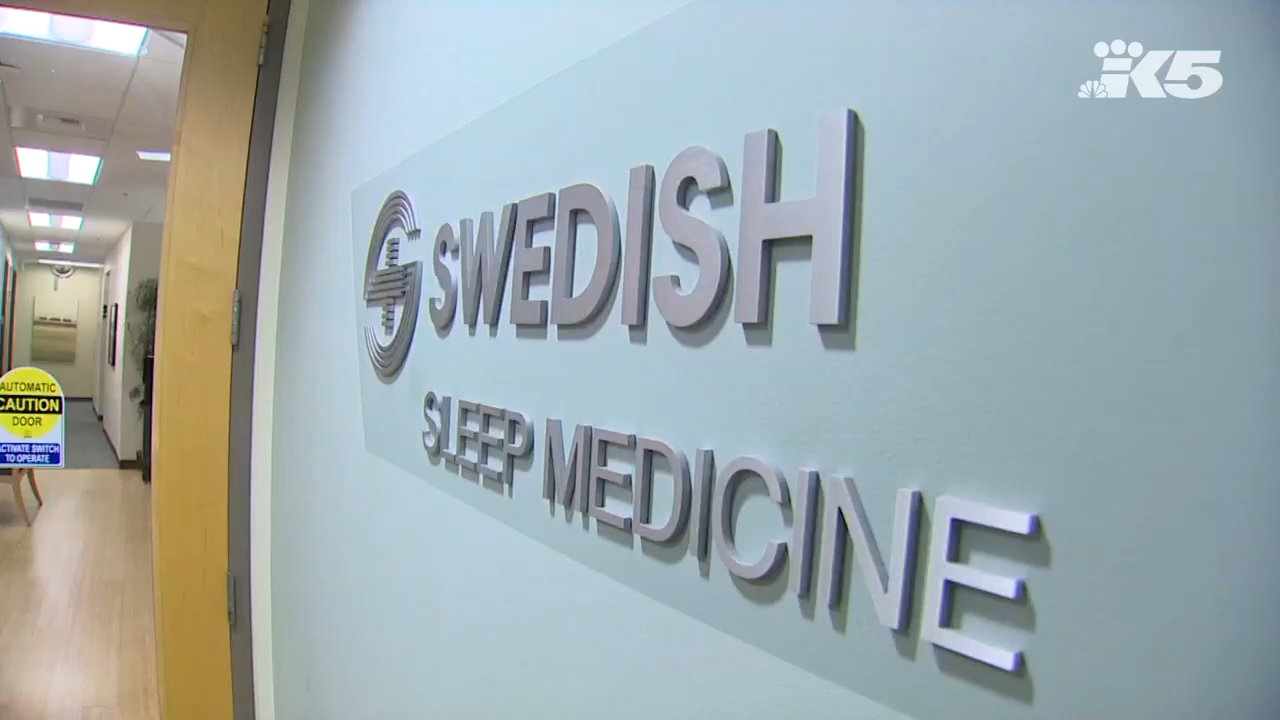 K5
SWEDISH
SLEEP MEDICINE
AUTOMATIC
CAUTION
DOOR
ACTIVATE SWITCH
TO OPERATE